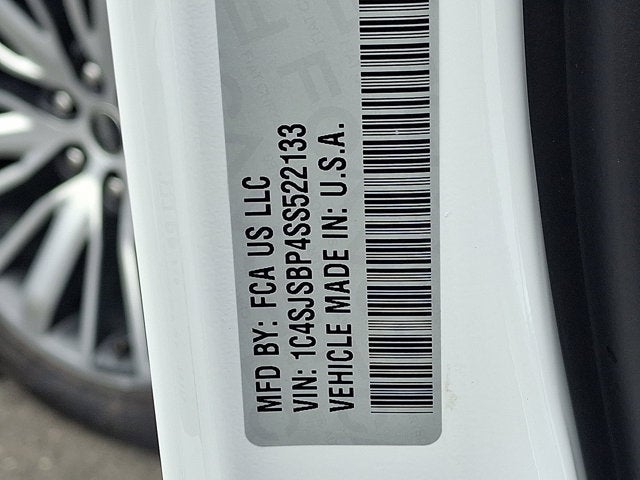 MFD BY: FCA US LLC
VIN: 1C4SJSBP4SS522133
VEHICLE MADE IN: U.S.A.